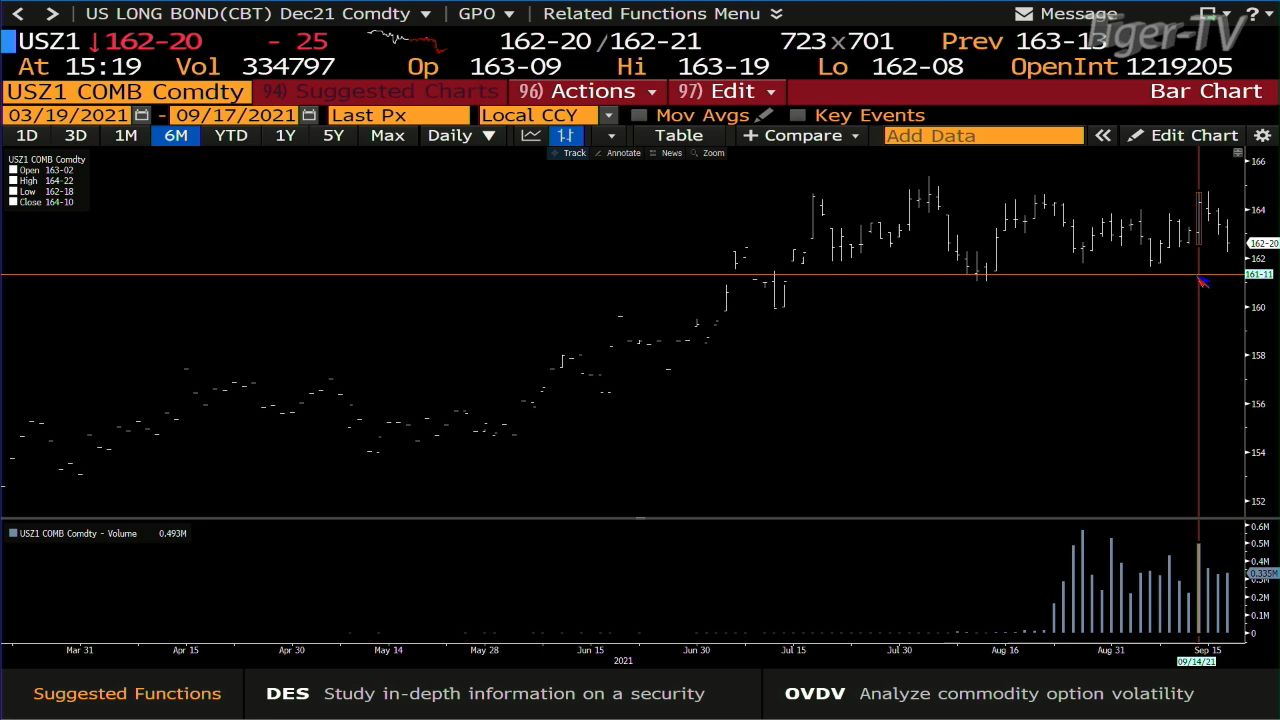 < > US LONG BOND(CBT) Dec21 Comdty ▼ GPO ▼ Related Functions Menu Message ? ▼
Tiger-TV
USZ1 ↓162-20 - 25 162-20/162-21 723x701 Prev 163-13
At 15:19 Vol 334797 Op 163-09 Hi 163-19 Lo 162-08 OpenInt 1219205
USZ1 COMB Comdty 94) Suggested Charts 96) Actions 97) Edit Bar Chart
03/19/2021 - 09/17/2021 Last Px Local CCY Mov Avgs Key Events
1D 3D 1M 6M YTD 1Y 5Y Max Daily ▼ Table + Compare Add Data « Edit Chart
Track Annotate News Zoom
USZ1 COMB Comdty
Open 163-02
High 164-22
Low 162-18
Close 164-10
166
164
162-20
162
161-11
160
158
156
154
152
USZ1 COMB Comdty - Volume 0.493M
0.6M
0.5M
0.4M
0.335M
0.3M
0.2M
0.1M
0
Mar 31 Apr 15 Apr 30 May 14 May 28 Jun 15 Jun 30 Jul 15 Jul 30 Aug 16 Aug 31 Sep 15
2021
09/14/21
Suggested Functions DES Study in-depth information on a security OVDV Analyze commodity option volatility